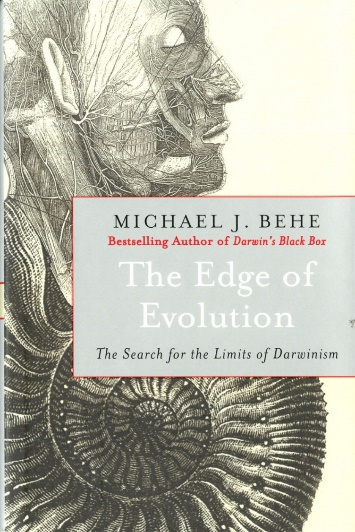 MICHAEL J. BEHE
Bestselling Author of Darwin's Black Box
The Edge of
Evolution
The Search for the Limits of Darwinism